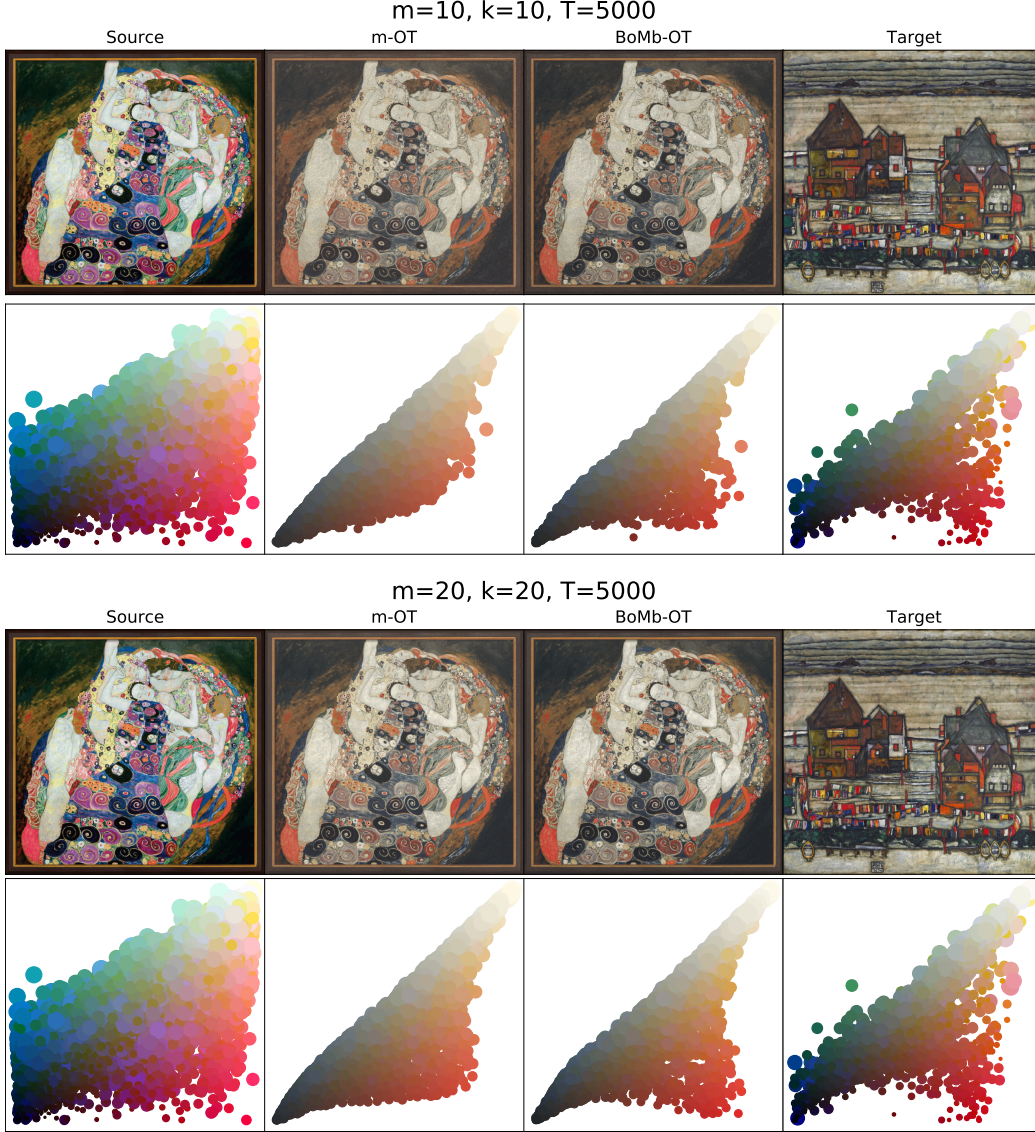 m=10, k=10, T=5000
Source m-OT BoMb-OT Target
m=20, k=20, T=5000
Source m-OT BoMb-OT Target